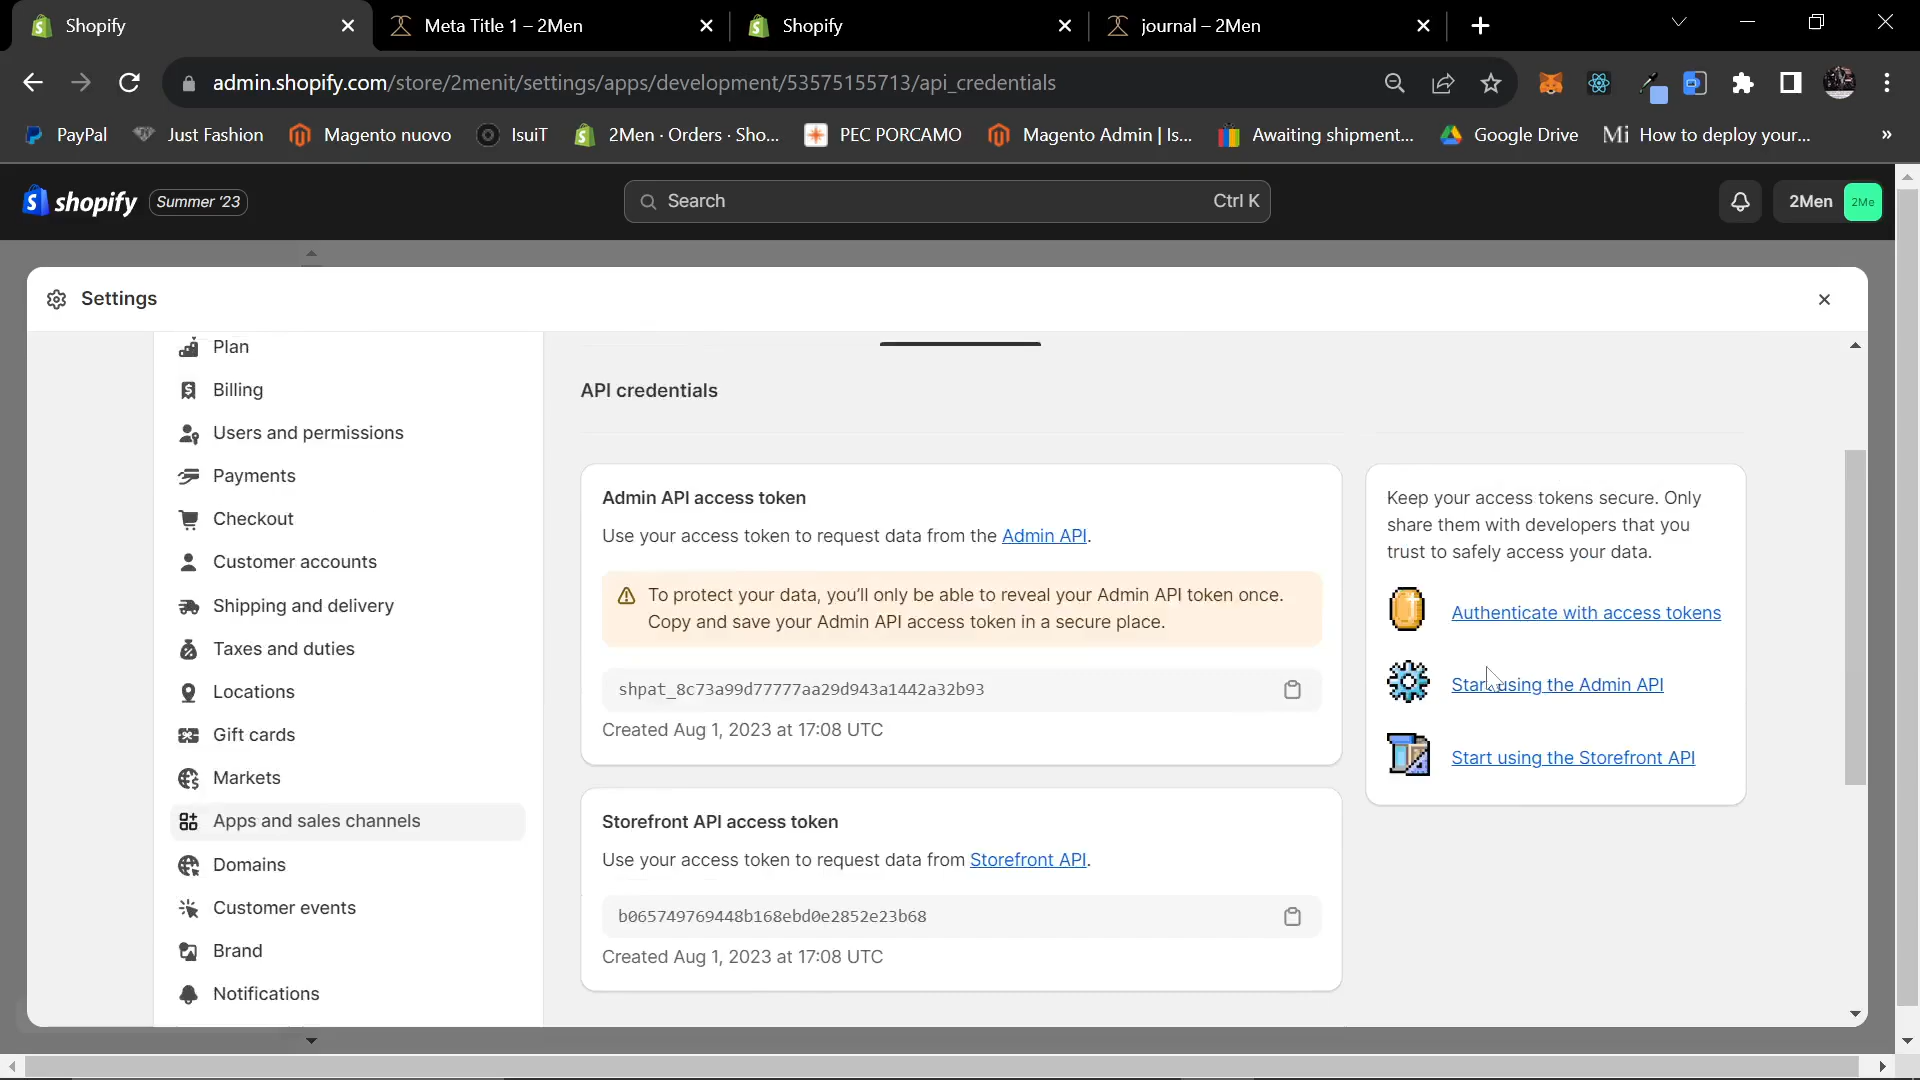 Shopify
Meta Title 1 – 2Men
Shopify
journal – 2Men
admin.shopify.com/store/2menit/settings/apps/development/53575155713/api_credentials
PayPal
Just Fashion
Magento nuovo
IsuiT
2Men · Orders · Sho...
PEC PORCAMO
Magento Admin | Is...
Awaiting shipment...
Google Drive
Mi How to deploy your...
»
shopify
Summer '23
Search
Ctrl K
2Men
2Me
Settings
Plan
Billing
Users and permissions
Payments
Checkout
Customer accounts
Shipping and delivery
Taxes and duties
Locations
Gift cards
Markets
Apps and sales channels
Domains
Customer events
Brand
Notifications
API credentials
Admin API access token
Use your access token to request data from the Admin API.
To protect your data, you'll only be able to reveal your Admin API token once.
Copy and save your Admin API access token in a secure place.
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
Created Aug 1, 2023 at 17:08 UTC
Storefront API access token
Use your access token to request data from Storefront API.
b065749769448b168ebd0e2852e23b68
Created Aug 1, 2023 at 17:08 UTC
Keep your access tokens secure. Only
share them with developers that you
trust to safely access your data.
Authenticate with access tokens
Start using the Admin API
Start using the Storefront API